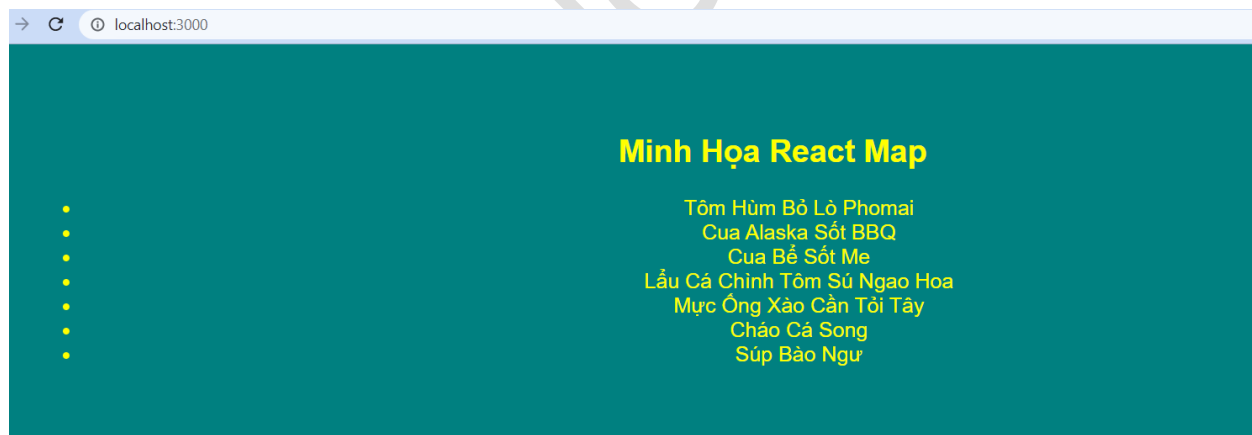 localhost:3000
Minh Họa React Map
Tôm Hùm Bỏ Lò Phomai
Cua Alaska Sốt BBQ
Cua Bể Sốt Me
Lẩu Cá Chình Tôm Sú Ngao Hoa
Mực Ống Xào Cần Tỏi Tây
Cháo Cá Song
Súp Bào Ngư